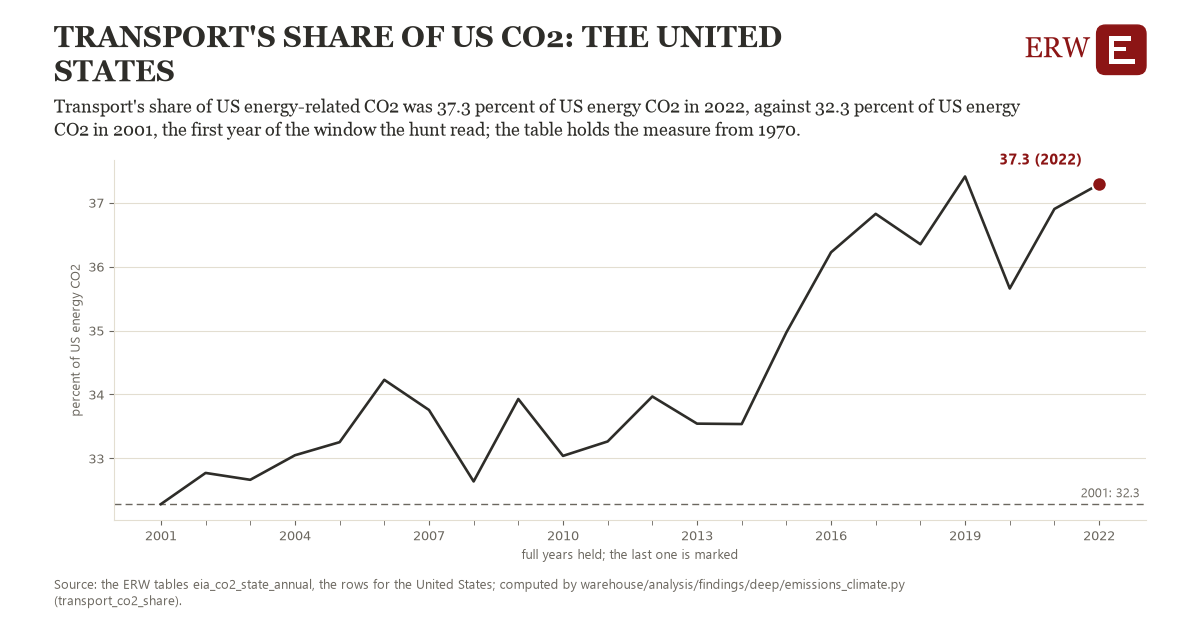 TRANSPORT'S SHARE OF US CO2: THE UNITED
STATES
ERW E
Transport's share of US energy-related CO2 was 37.3 percent of US energy CO2 in 2022, against 32.3 percent of US energy
CO2 in 2001, the first year of the window the hunt read; the table holds the measure from 1970.
37.3 (2022)
37
36
35
34
33
percent of US energy CO2
2001: 32.3
2001 2004 2007 2010 2013 2016 2019 2022
full years held; the last one is marked
Source: the ERW tables eia_co2_state_annual, the rows for the United States; computed by warehouse/analysis/findings/deep/emissions_climate.py
(transport_co2_share).